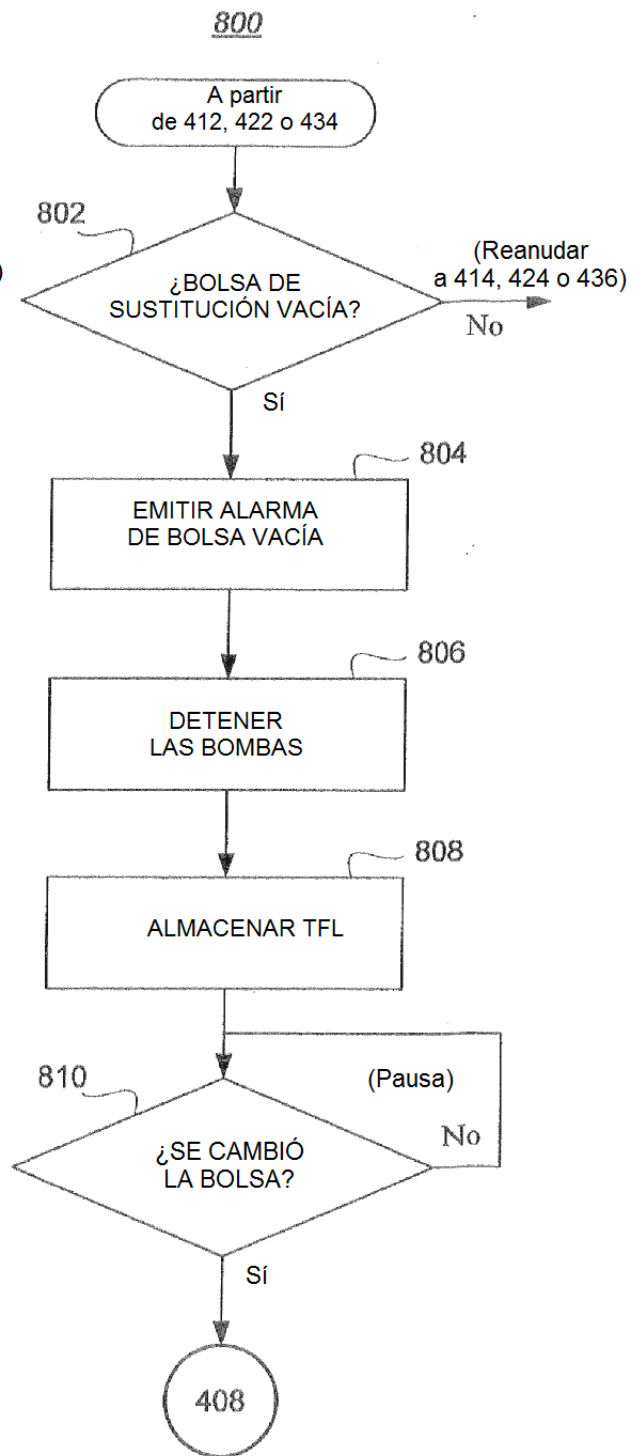 800
A partir
de 412, 422 o 434
802
¿BOLSA DE
SUSTITUCIÓN VACÍA?
(Reanudar
a 414, 424 o 436)
No
Sí
804
EMITIR ALARMA
DE BOLSA VACÍA
806
DETENER
LAS BOMBAS
808
ALMACENAR TFL
810
(Pausa)
¿SE CAMBIÓ
LA BOLSA?
No
Sí
408